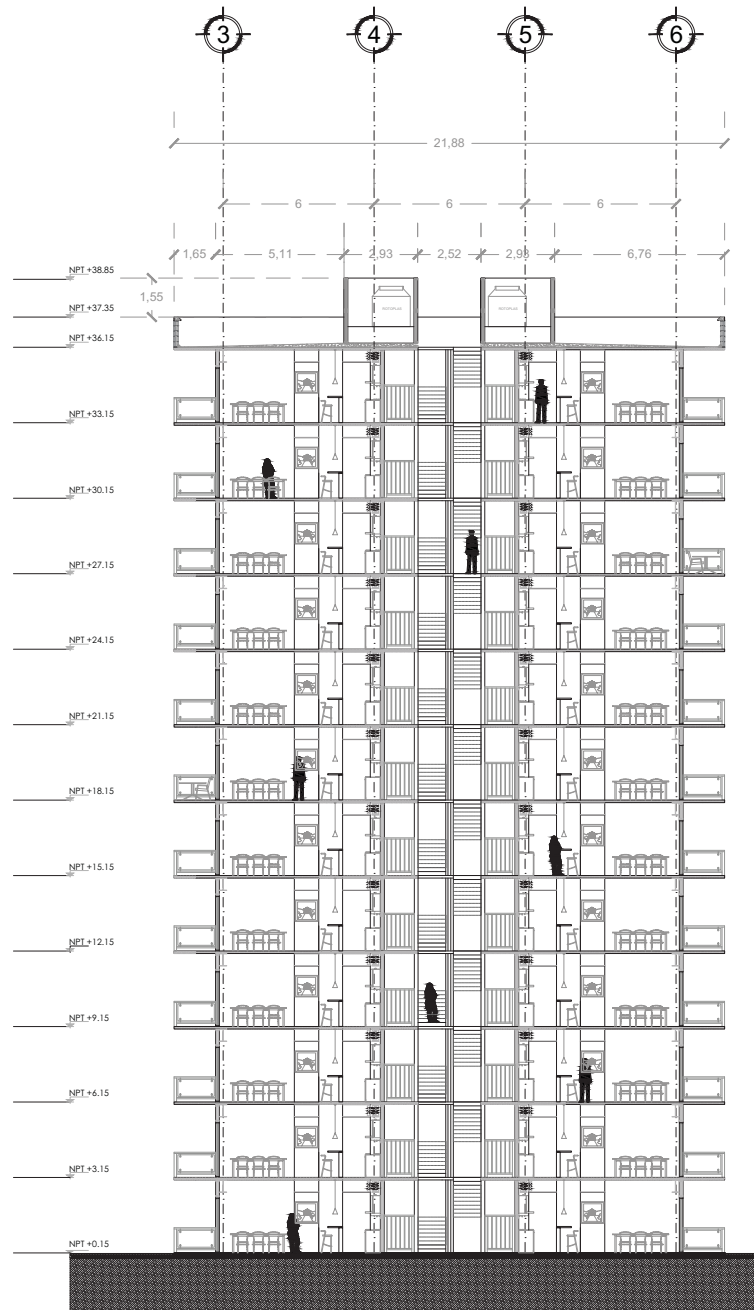 3 4 5 6
21,88
6 6 6
1,65 5,11 2,93 2,52 2,93 6,76
NPT +38.85
1,55
NPT +37.35
NPT +36.15
NPT +33.15
NPT +30.15
NPT +27.15
NPT +24.15
NPT +21.15
NPT +18.15
NPT +15.15
NPT +12.15
NPT +9.15
NPT +6.15
NPT +3.15
NPT +0.15
ROTOPLAS ROTOPLAS